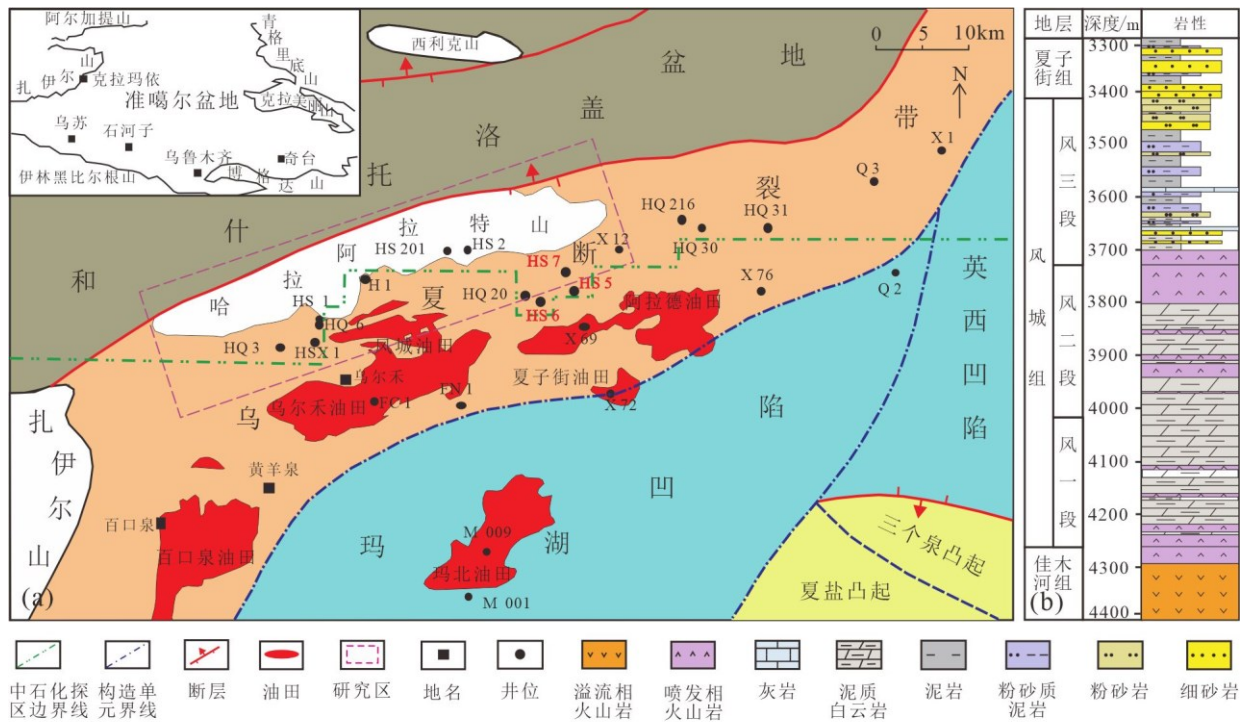 阿尔加提山
青格里底山
扎伊尔山
克拉玛依
准噶尔盆地
克拉美丽山
乌苏
石河子
乌鲁木齐
奇台
博格达山
伊林黑比尔根山
西利克山
0 5 10km
N
和什托洛盖盆地
哈拉阿拉特山
乌夏断裂带
X 1
Q 3
HQ 216
HQ 31
HQ 30
X 12
HS 201
HS 2
HS 7
HS 5
HS 6
HQ 20
H 1
HS 1
HQ 6
HQ 3
HSX 1
X 76
Q 2
阿拉德油田
X 69
风城油田
乌尔禾
夏子街油田
乌尔禾油田
FC 1
FN 1
X 72
英西凹陷
扎伊尔山
黄羊泉
百口泉
百口泉油田
玛湖凹陷
M 009
玛北油田
M 001
三个泉凸起
夏盐凸起
(a)
地层 深度/m 岩性
夏子街组
风城组
风三段
风二段
风一段
佳木河组
3300
3400
3500
3600
3700
3800
3900
4000
4100
4200
4300
4400
(b)
中石化探区边界线
构造单元界线
断层
油田
研究区
地名
井位
溢流相火山岩
喷发相火山岩
灰岩
泥质白云岩
泥岩
粉砂质泥岩
粉砂岩
细砂岩